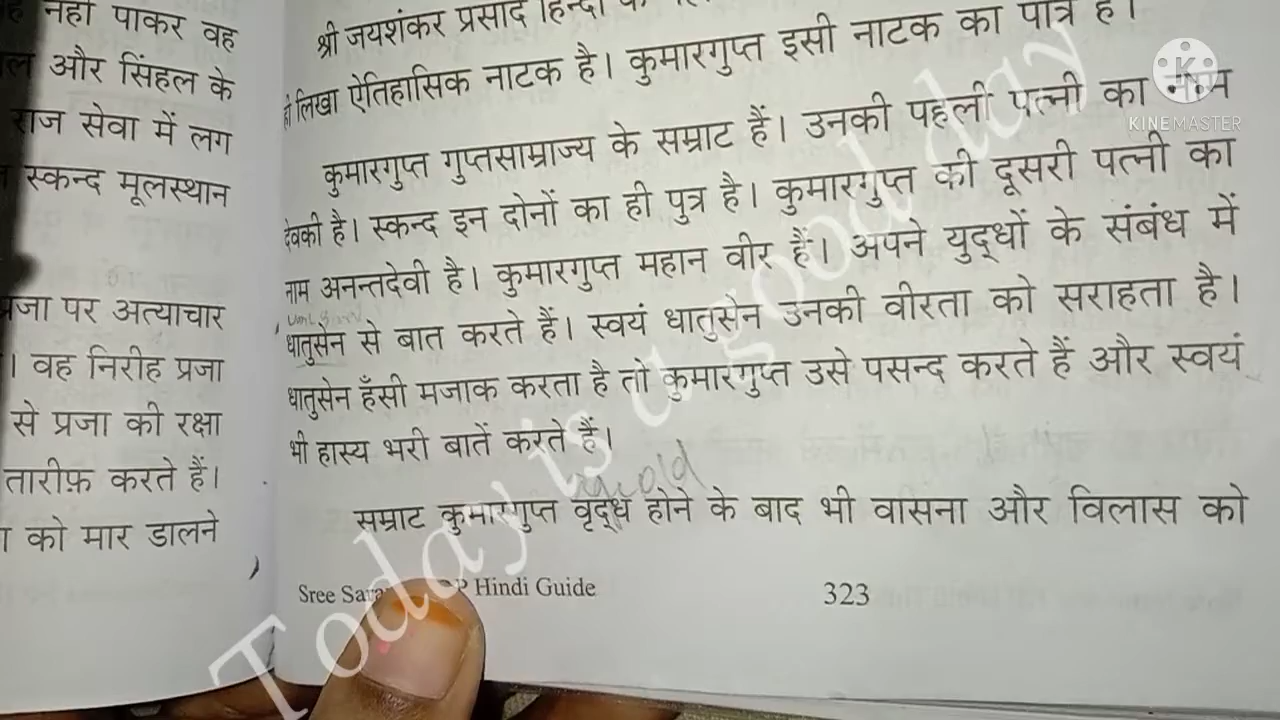 नहीं पाकर वह
और सिंहल के
राज सेवा में लग
स्कन्द मूलस्थान
प्रजा पर अत्याचार
। वह निरीह प्रजा
से प्रजा की रक्षा
तारीफ़ करते हैं।
को मार डालने
श्री जयशंकर प्रसाद हिन्दी
लिखा ऐतिहासिक नाटक है। कुमारगुप्त इसी नाटक का पात्र है।
कुमारगुप्त गुप्तसाम्राज्य के सम्राट हैं। उनकी पहली पत्नी का नाम
देवकी है। स्कन्द इन दोनों का ही पुत्र है। कुमारगुप्त की दूसरी पत्नी का
नाम अनन्तदेवी है। कुमारगुप्त महान वीर हैं। अपने युद्धों के संबंध में
धातुसेन से बात करते हैं। स्वयं धातुसेन उनकी वीरता को सराहता है।
धातुसेन हँसी मजाक करता है तो कुमारगुप्त उसे पसन्द करते हैं और स्वयं
भी हास्य भरी बातें करते हैं।
old
सम्राट कुमारगुप्त वृद्ध होने के बाद भी वासना और विलास को
Sree Hindi Guide 323
Today is a good day
K
KINEMASTER